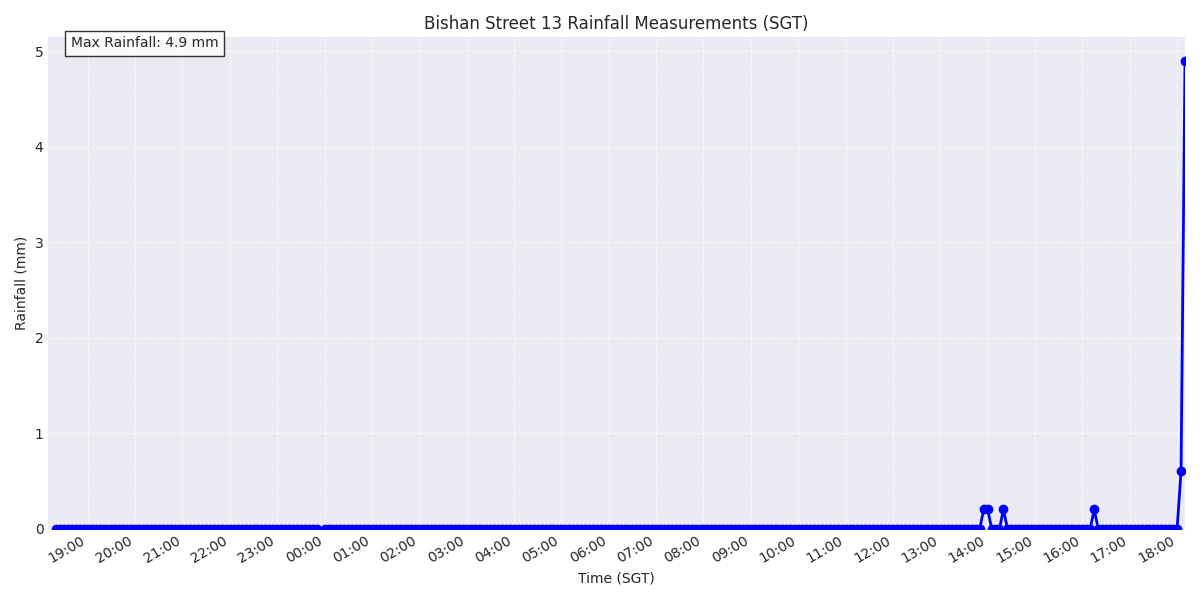 Bishan Street 13 Rainfall Measurements (SGT)
Max Rainfall: 4.9 mm
5
4
3
2
1
0
Rainfall (mm)
19:00 20:00 21:00 22:00 23:00 00:00 01:00 02:00 03:00 04:00 05:00 06:00 07:00 08:00 09:00 10:00 11:00 12:00 13:00 14:00 15:00 16:00 17:00 18:00
Time (SGT)